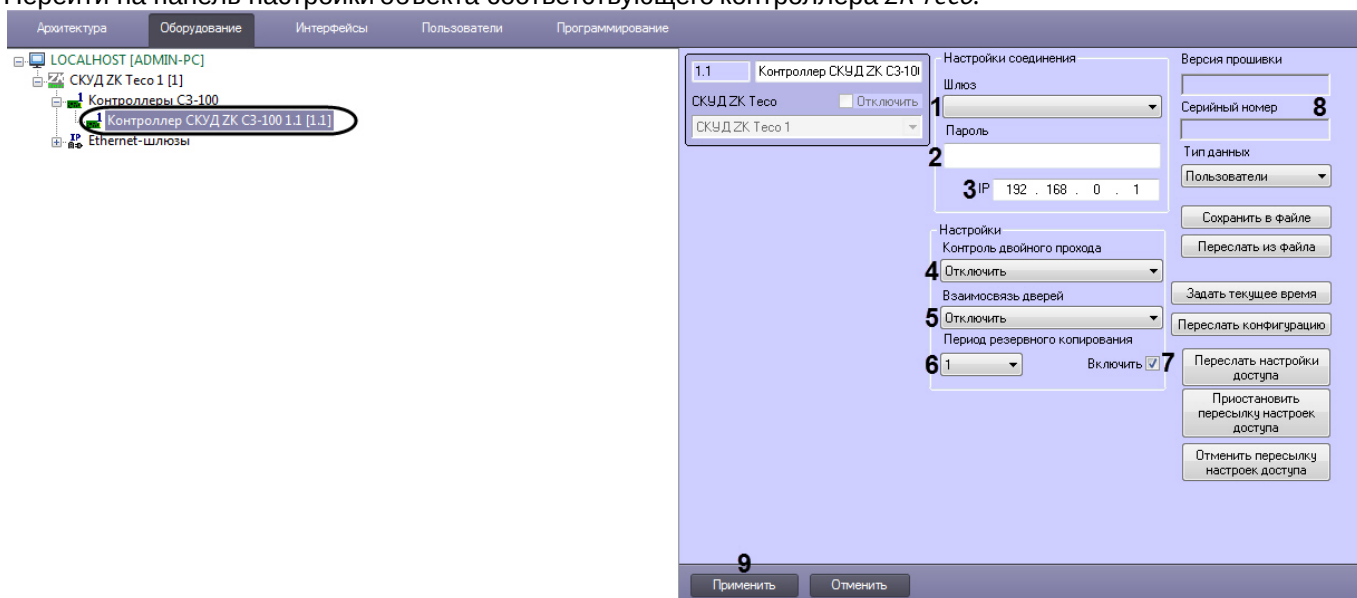 Перейти на панель настройки объекта соответствующего контроллера ZK Teco.
Архитектура Оборудование Интерфейсы Пользователи Программирование
LOCALHOST [ADMIN-PC]
СКУД ZK Teco 1 [1]
Контроллеры C3-100
Контроллер СКУД ZK C3-100 1.1 [1.1]
Ethernet-шлюзы
1.1 Контроллер СКУД ZK C3-10
СКУД ZK Teco Отключить
СКУД ZK Teco 1
Настройки соединения
Шлюз
1
Пароль
2
3 IP 192 . 168 . 0 . 1
Настройки
Контроль двойного прохода
4 Отключить
Взаимосвязь дверей
5 Отключить
Период резервного копирования
6 1 Включить 7
Версия прошивки
Серийный номер 8
Тип данных
Пользователи
Сохранить в файле
Переслать из файла
Задать текущее время
Переслать конфигурацию
Переслать настройки
доступа
Приостановить
пересылку настроек
доступа
Отменить пересылку
настроек доступа
9
Применить Отменить